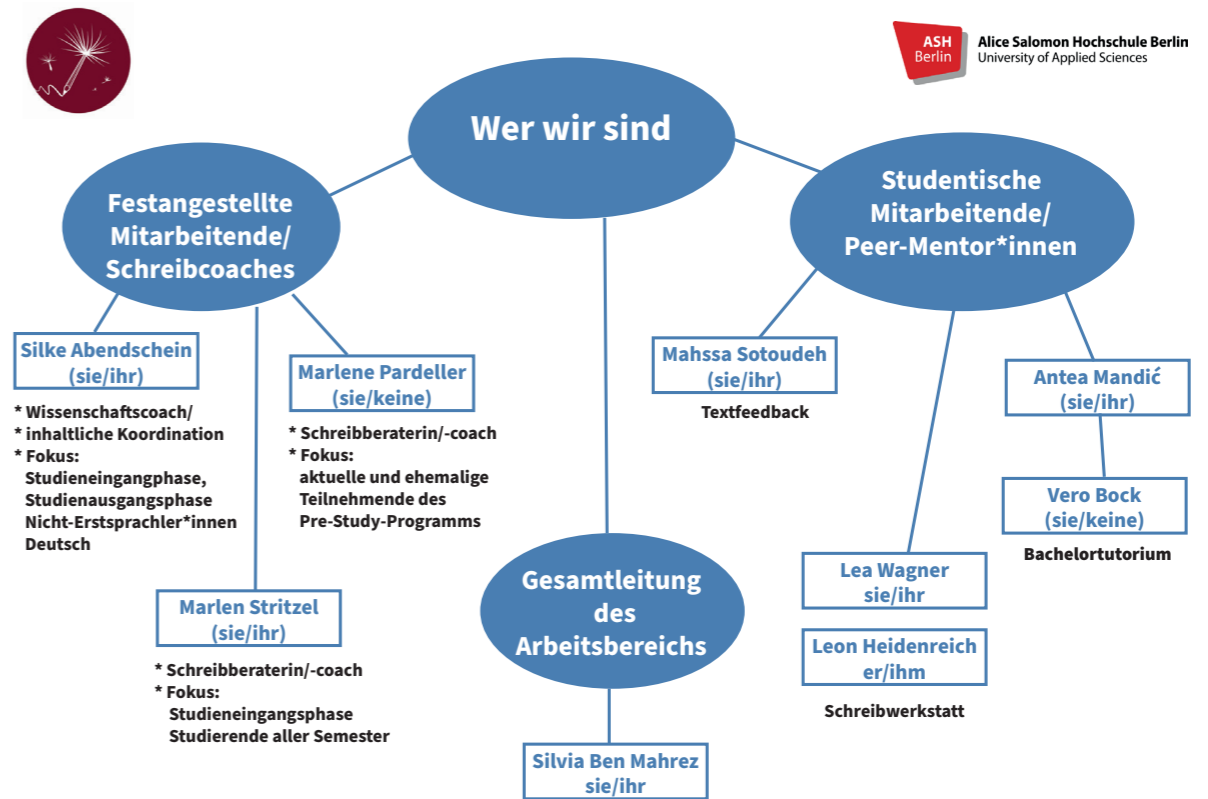 ASH
Berlin
Alice Salomon Hochschule Berlin
University of Applied Sciences
Wer wir sind
Festangestellte
Mitarbeitende/
Schreibcoaches
Silke Abendschein
(sie/ihr)
* Wissenschaftscoach/
* inhaltliche Koordination
* Fokus:
Studieneingangphase,
Studienausgangsphase
Nicht-Erstsprachler*innen
Deutsch
Marlen Stritzel
(sie/ihr)
* Schreibberaterin/-coach
* Fokus:
Studieneingangsphase
Studierende aller Semester
Marlene Pardeller
(sie/keine)
* Schreibberaterin/-coach
* Fokus:
aktuelle und ehemalige
Teilnehmende des
Pre-Study-Programms
Gesamtleitung
des
Arbeitsbereichs
Silvia Ben Mahrez
sie/ihr
Studentische
Mitarbeitende/
Peer-Mentor*innen
Mahssa Sotoudeh
(sie/ihr)
Textfeedback
Lea Wagner
sie/ihr
Leon Heidenreich
er/ihm
Schreibwerkstatt
Antea Mandić
(sie/ihr)
Vero Bock
(sie/keine)
Bachelortutorium